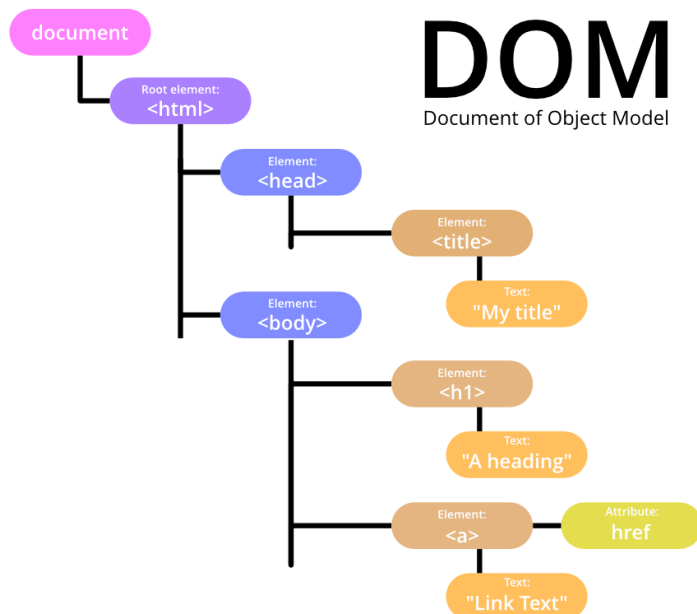 document
DOM
Document of Object Model
Root element:
<html>
Element:
<head>
Element:
<title>
Text:
"My title"
Element:
<body>
Element:
<h1>
Text:
"A heading"
Element:
<a>
Attribute:
href
Text:
"Link Text"